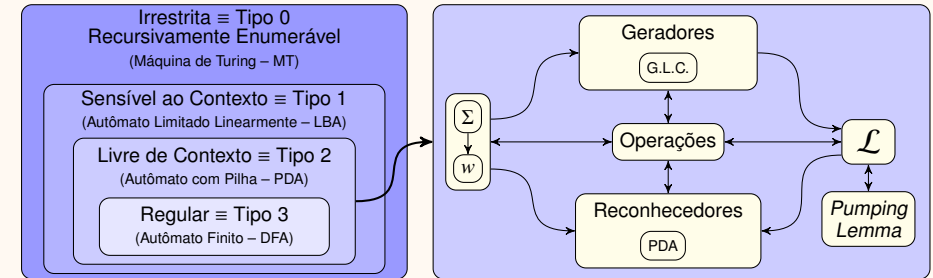 Irrestrita ≡ Tipo 0
Recursivamente Enumerável
(Máquina de Turing – MT)
Sensível ao Contexto ≡ Tipo 1
(Autômato Limitado Linearmente – LBA)
Livre de Contexto ≡ Tipo 2
(Autômato com Pilha – PDA)
Regular ≡ Tipo 3
(Autômato Finito – DFA)
Σ
w
Geradores
G.L.C.
Operações
Reconhecedores
PDA
ℒ
Pumping
Lemma